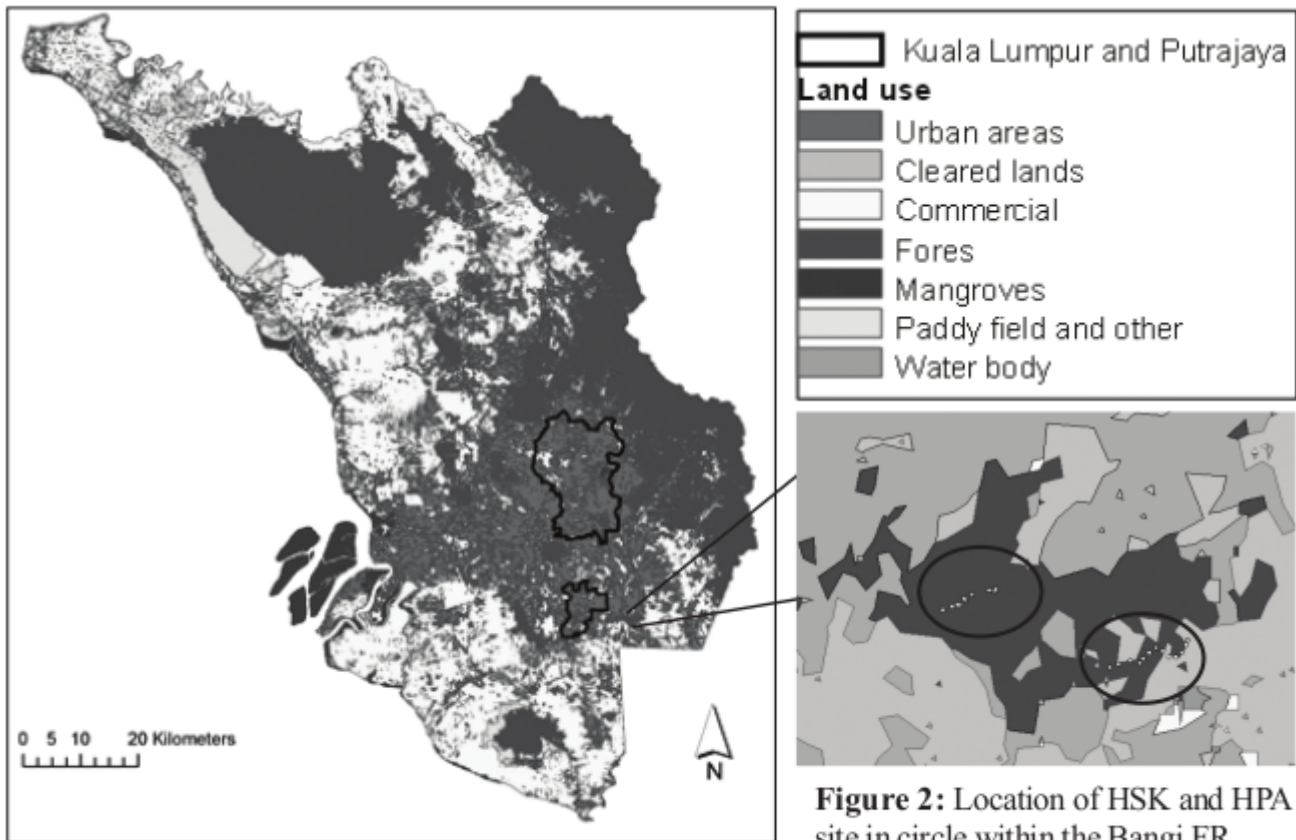 Kuala Lumpur and Putrajaya
Land use
Urban areas
Cleared lands
Commercial
Fores
Mangroves
Paddy field and other
Water body
0 5 10 20 Kilometers
N
Figure 2: Location of HSK and HPA
site in circle within the Bangi FR